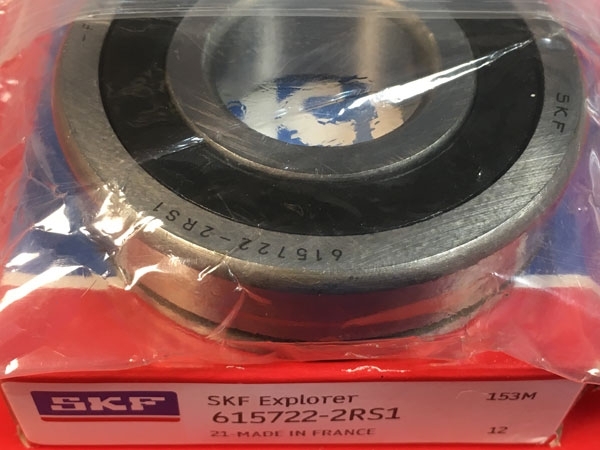 SKF
615722-2RS1
SKF
SKF Explorer
615722-2RS1
21 MADE IN FRANCE
153M
12